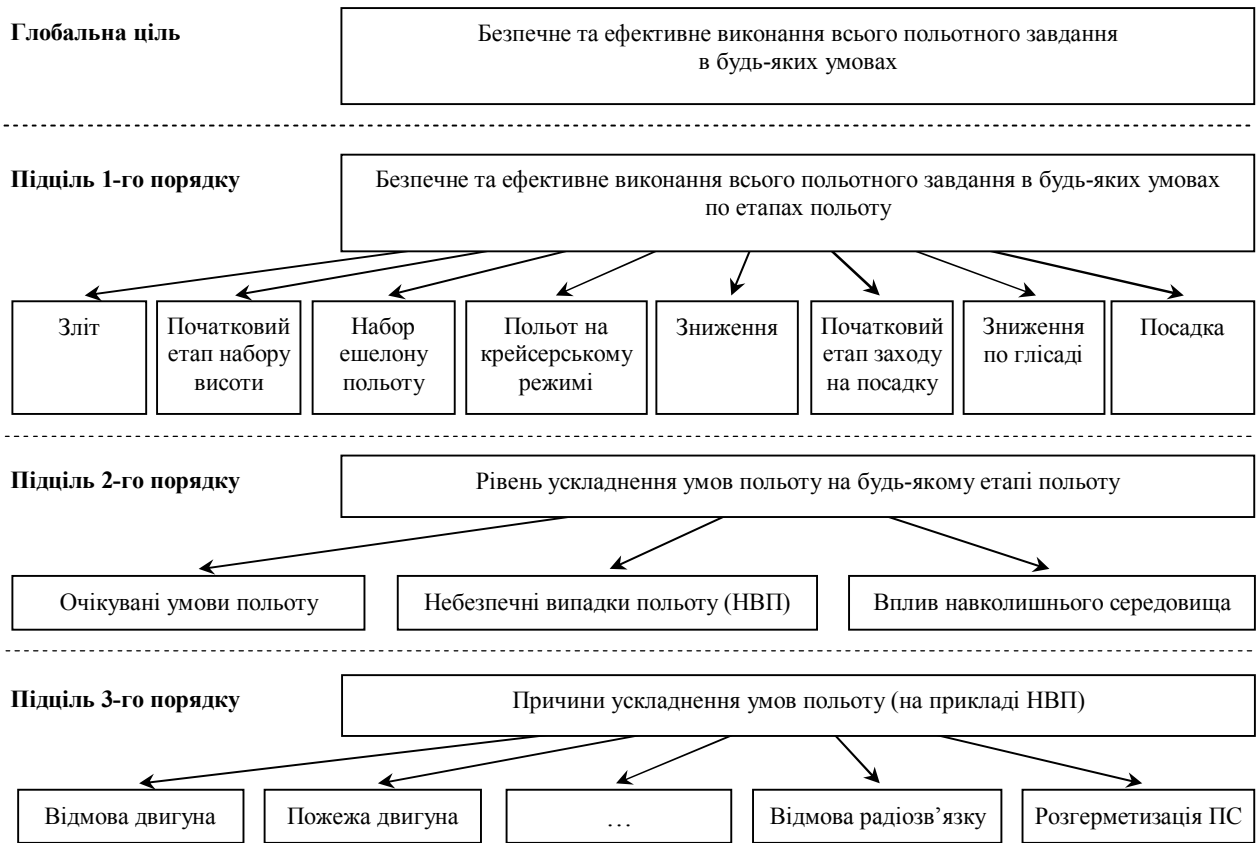 Глобальна ціль
Безпечне та ефективне виконання всього польотного завдання
в будь-яких умовах
Підціль 1-го порядку
Безпечне та ефективне виконання всього польотного завдання в будь-яких умовах
по етапах польоту
Зліт
Початковий
етап набору
висоти
Набор
ешелону
польоту
Польот на
крейсерському
режимі
Зниження
Початковий
етап заходу
на посадку
Зниження
по глісаді
Посадка
Підціль 2-го порядку
Рівень ускладнення умов польоту на будь-якому етапі польоту
Очікувані умови польоту
Небезпечні випадки польоту (НВП)
Вплив навколишнього середовища
Підціль 3-го порядку
Причини ускладнення умов польоту (на прикладі НВП)
Відмова двигуна
Пожежа двигуна
…
Відмова радіозв’язку
Розгерметизація ПС